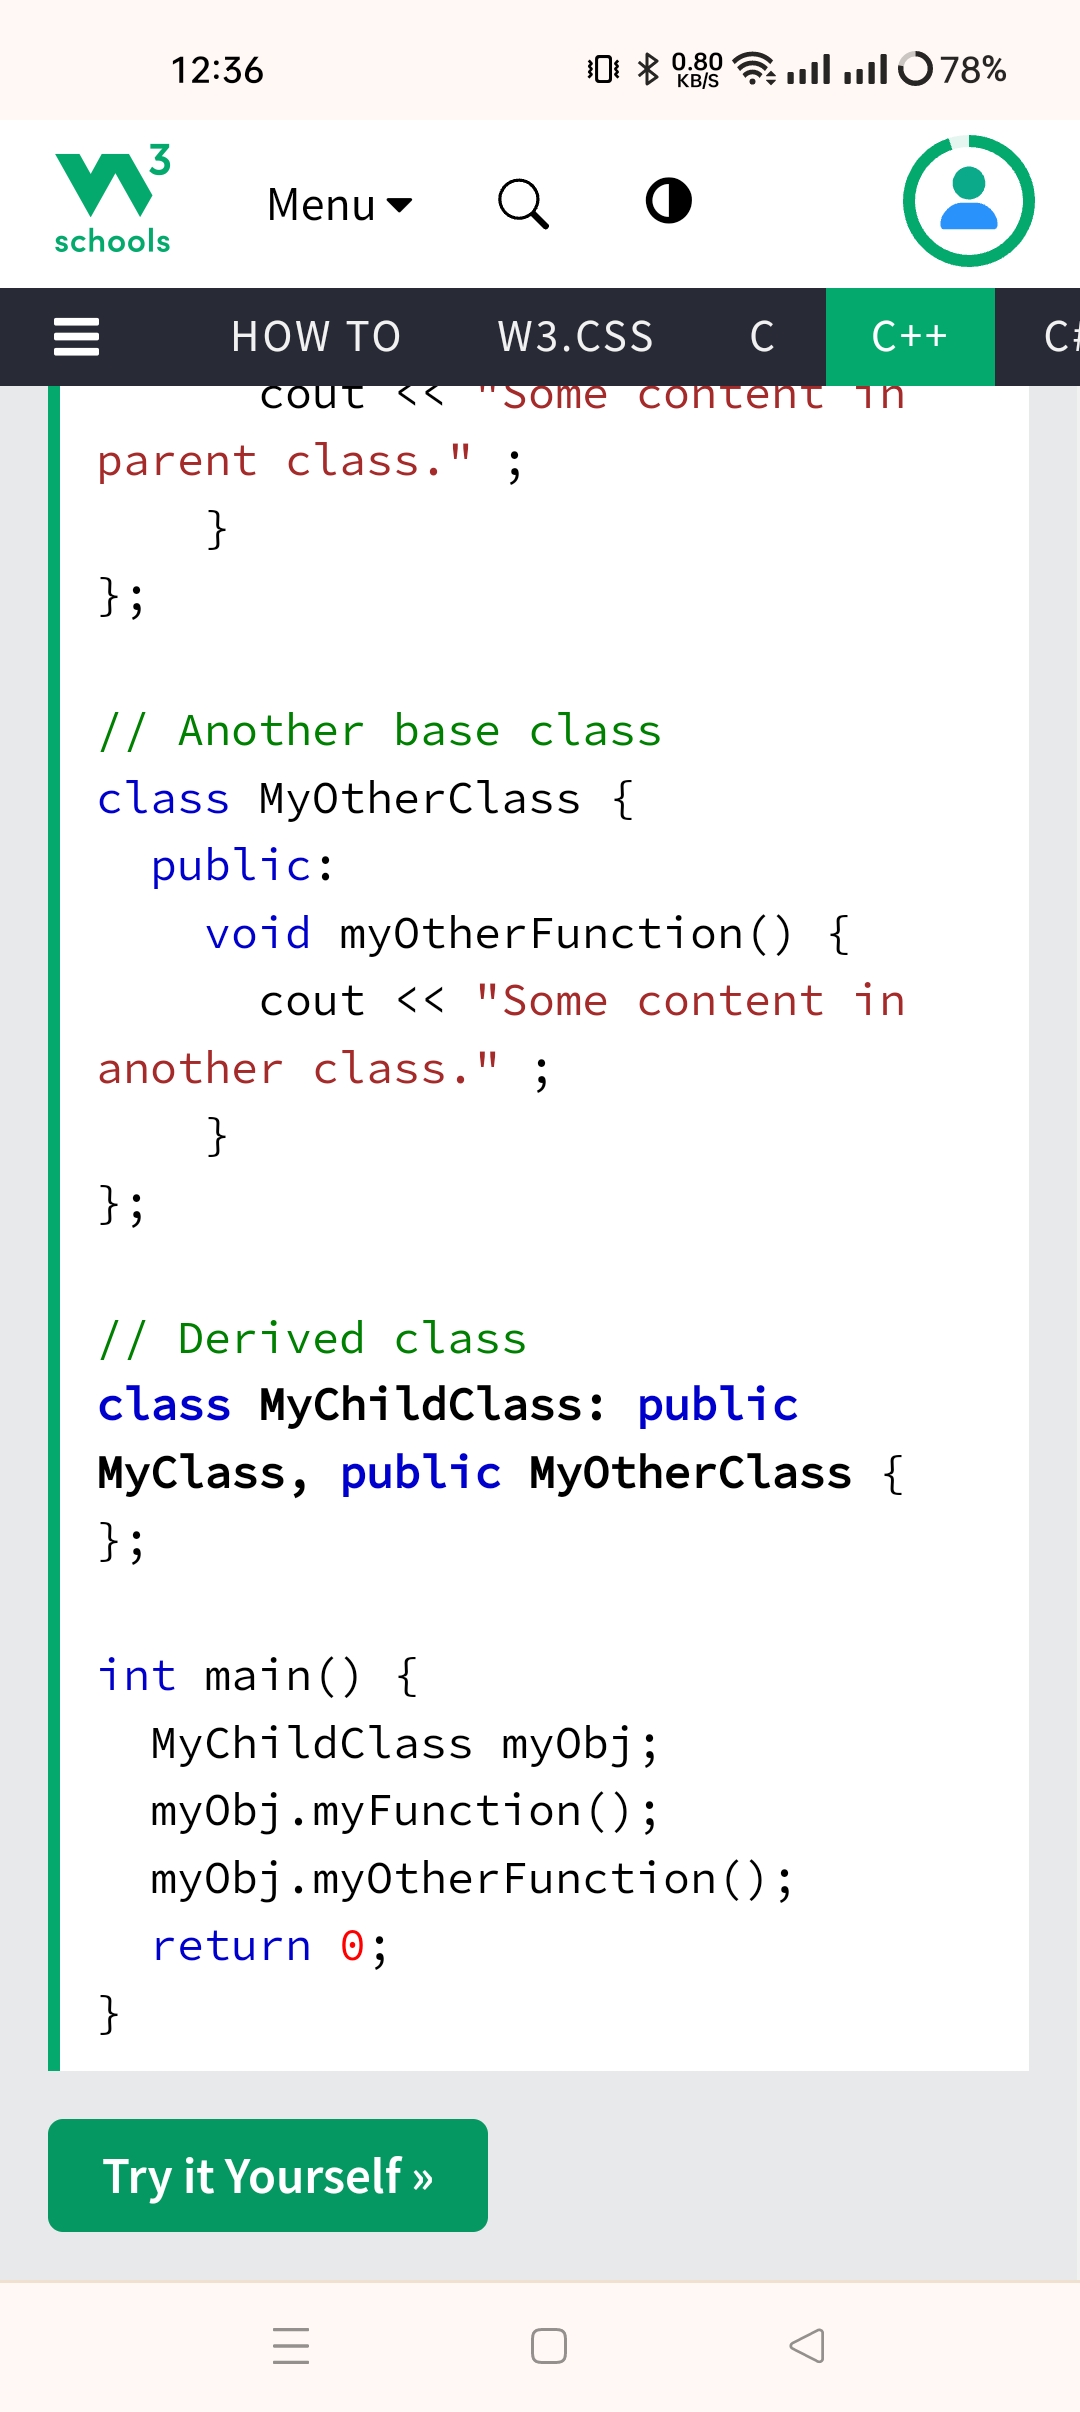 12:36 0.80 KB/S 78%
W3 schools
Menu
HOW TO W3.CSS C C++ C#
cout << "Some content in
parent class." ;
}
};
// Another base class
class MyOtherClass {
public:
void myOtherFunction() {
cout << "Some content in
another class." ;
}
};
// Derived class
class MyChildClass: public
MyClass, public MyOtherClass {
};
int main() {
MyChildClass myObj;
myObj.myFunction();
myObj.myOtherFunction();
return 0;
}
Try it Yourself »